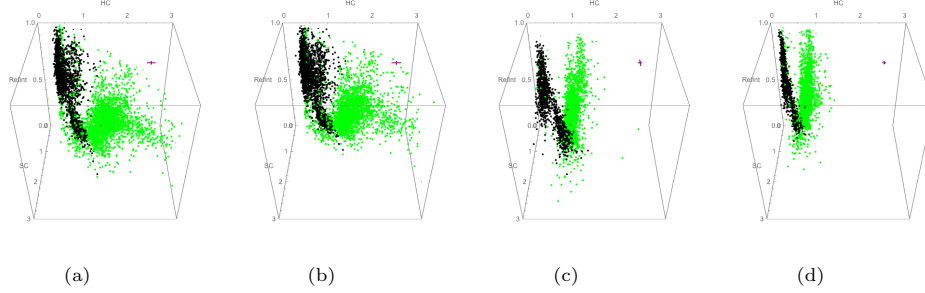 HC HC HC HC
0 1 2 3 0 1 2 3 0 1 2 3 0 1 2 3
1.0 1.0 1.0 1.0
RelInt 0.5 RelInt 0.5 RelInt 0.5 RelInt 0.5
0.0 0 0.0 0 0.0 0 0.0 0
1 1 1 1
SC SC SC SC
2 2 2 2
3 3 3 3
(a) (b) (c) (d)